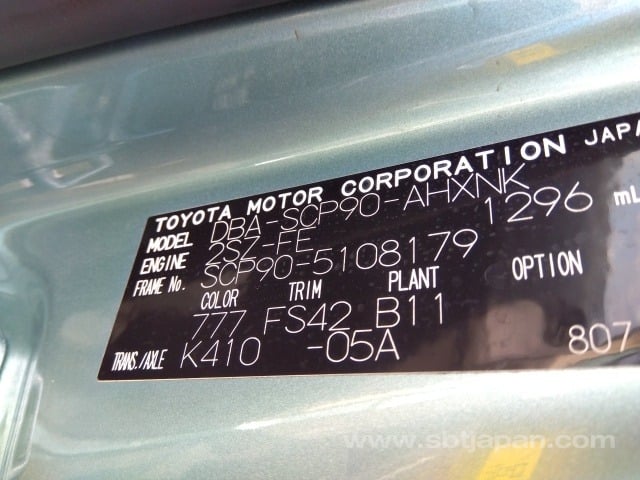 TOYOTA MOTOR CORPORATION JAPA
MODEL DBA-SCP90-AHXNK
ENGINE 2SZ-FE 1296 mL
FRAME No. SCP90-5108179
COLOR TRIM PLANT OPTION
777 FS42 B11
TRANS./AXLE K410 -05A 807
www.sbtjapan.com